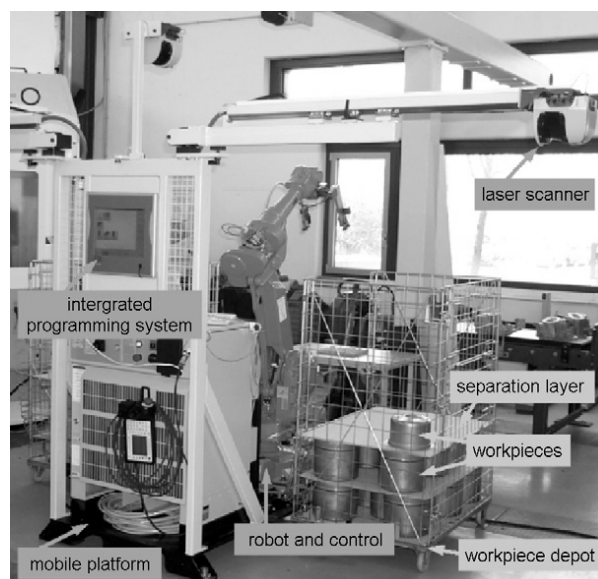 laser scanner
intergrated
programming system
separation layer
workpieces
robot and control
mobile platform
workpiece depot